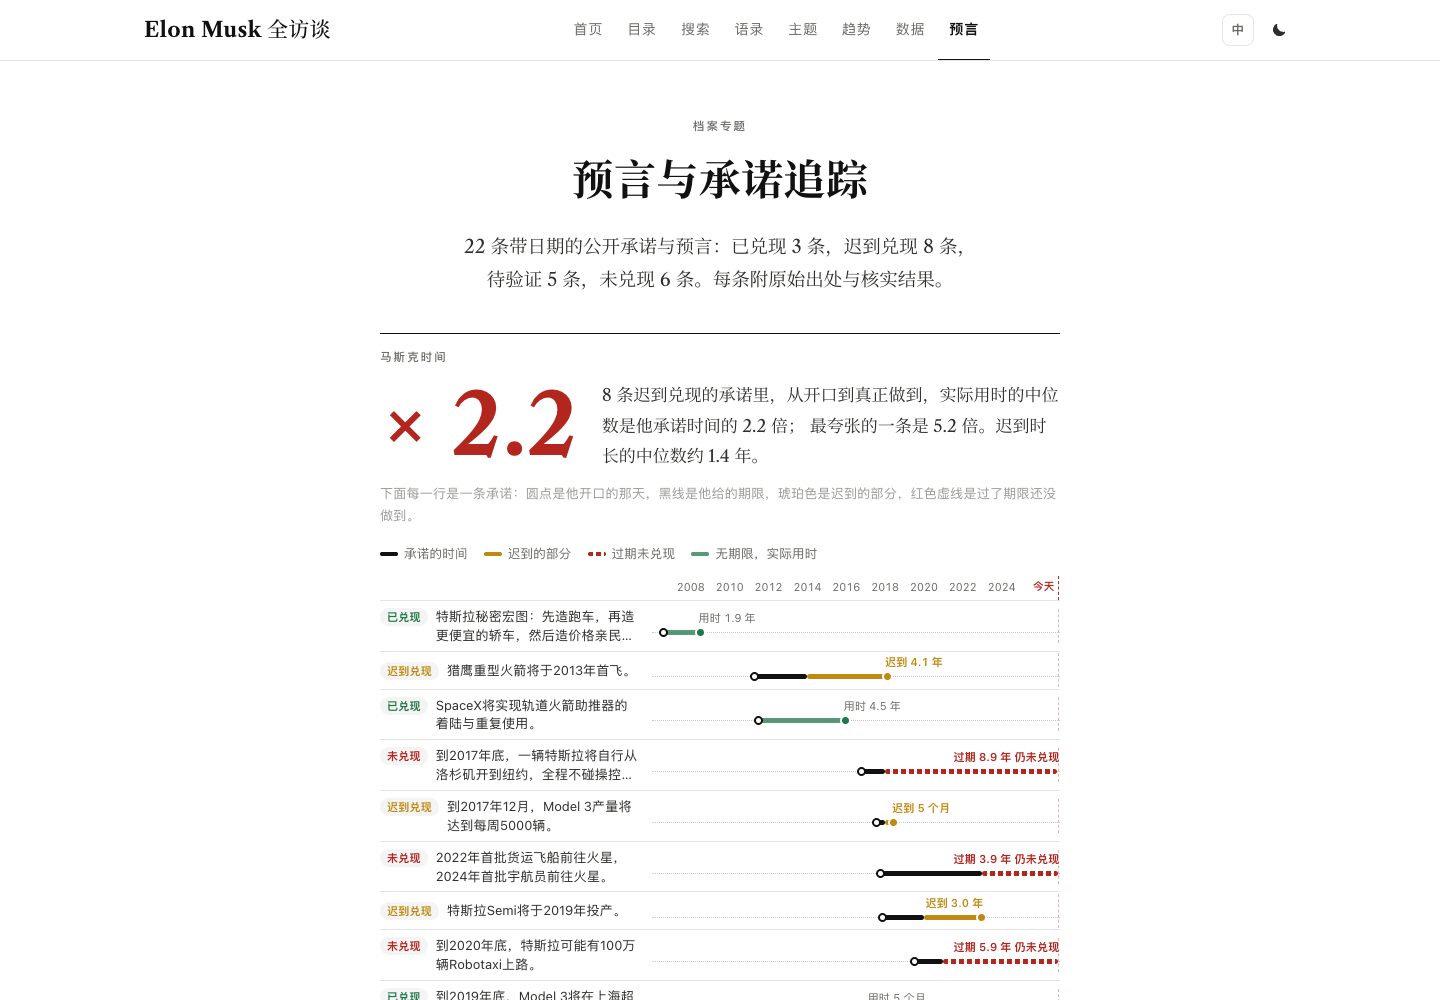 Elon Musk 全访谈
首页 目录 搜索 语录 主题 趋势 数据 预言
中
档案专题
预言与承诺追踪
22 条带日期的公开承诺与预言：已兑现 3 条，迟到兑现 8 条，
待验证 5 条，未兑现 6 条。每条附原始出处与核实结果。
马斯克时间
× 2.2
8 条迟到兑现的承诺里，从开口到真正做到，实际用时的中位
数是他承诺时间的 2.2 倍； 最夸张的一条是 5.2 倍。迟到时
长的中位数约 1.4 年。
下面每一行是一条承诺：圆点是他开口的那天，黑线是他给的期限，琥珀色是迟到的部分，红色虚线是过了期限还没
做到。
承诺的时间 迟到的部分 过期未兑现 无期限，实际用时
2008 2010 2012 2014 2016 2018 2020 2022 2024 今天
已兑现 特斯拉秘密宏图：先造跑车，再造
更便宜的轿车，然后造价格亲民…
用时 1.9 年
迟到兑现 猎鹰重型火箭将于2013年首飞。
迟到 4.1 年
已兑现 SpaceX将实现轨道火箭助推器的
着陆与重复使用。
用时 4.5 年
未兑现 到2017年底，一辆特斯拉将自行从
洛杉矶开到纽约，全程不碰操控…
过期 8.9 年 仍未兑现
迟到兑现 到2017年12月，Model 3产量将
达到每周5000辆。
迟到 5 个月
未兑现 2022年首批货运飞船前往火星，
2024年首批宇航员前往火星。
过期 3.9 年 仍未兑现
迟到兑现 特斯拉Semi将于2019年投产。
迟到 3.0 年
未兑现 到2020年底，特斯拉可能有100万
辆Robotaxi上路。
过期 5.9 年 仍未兑现
已兑现 到2019年底，Model 3将在上海超
用时 5 个月